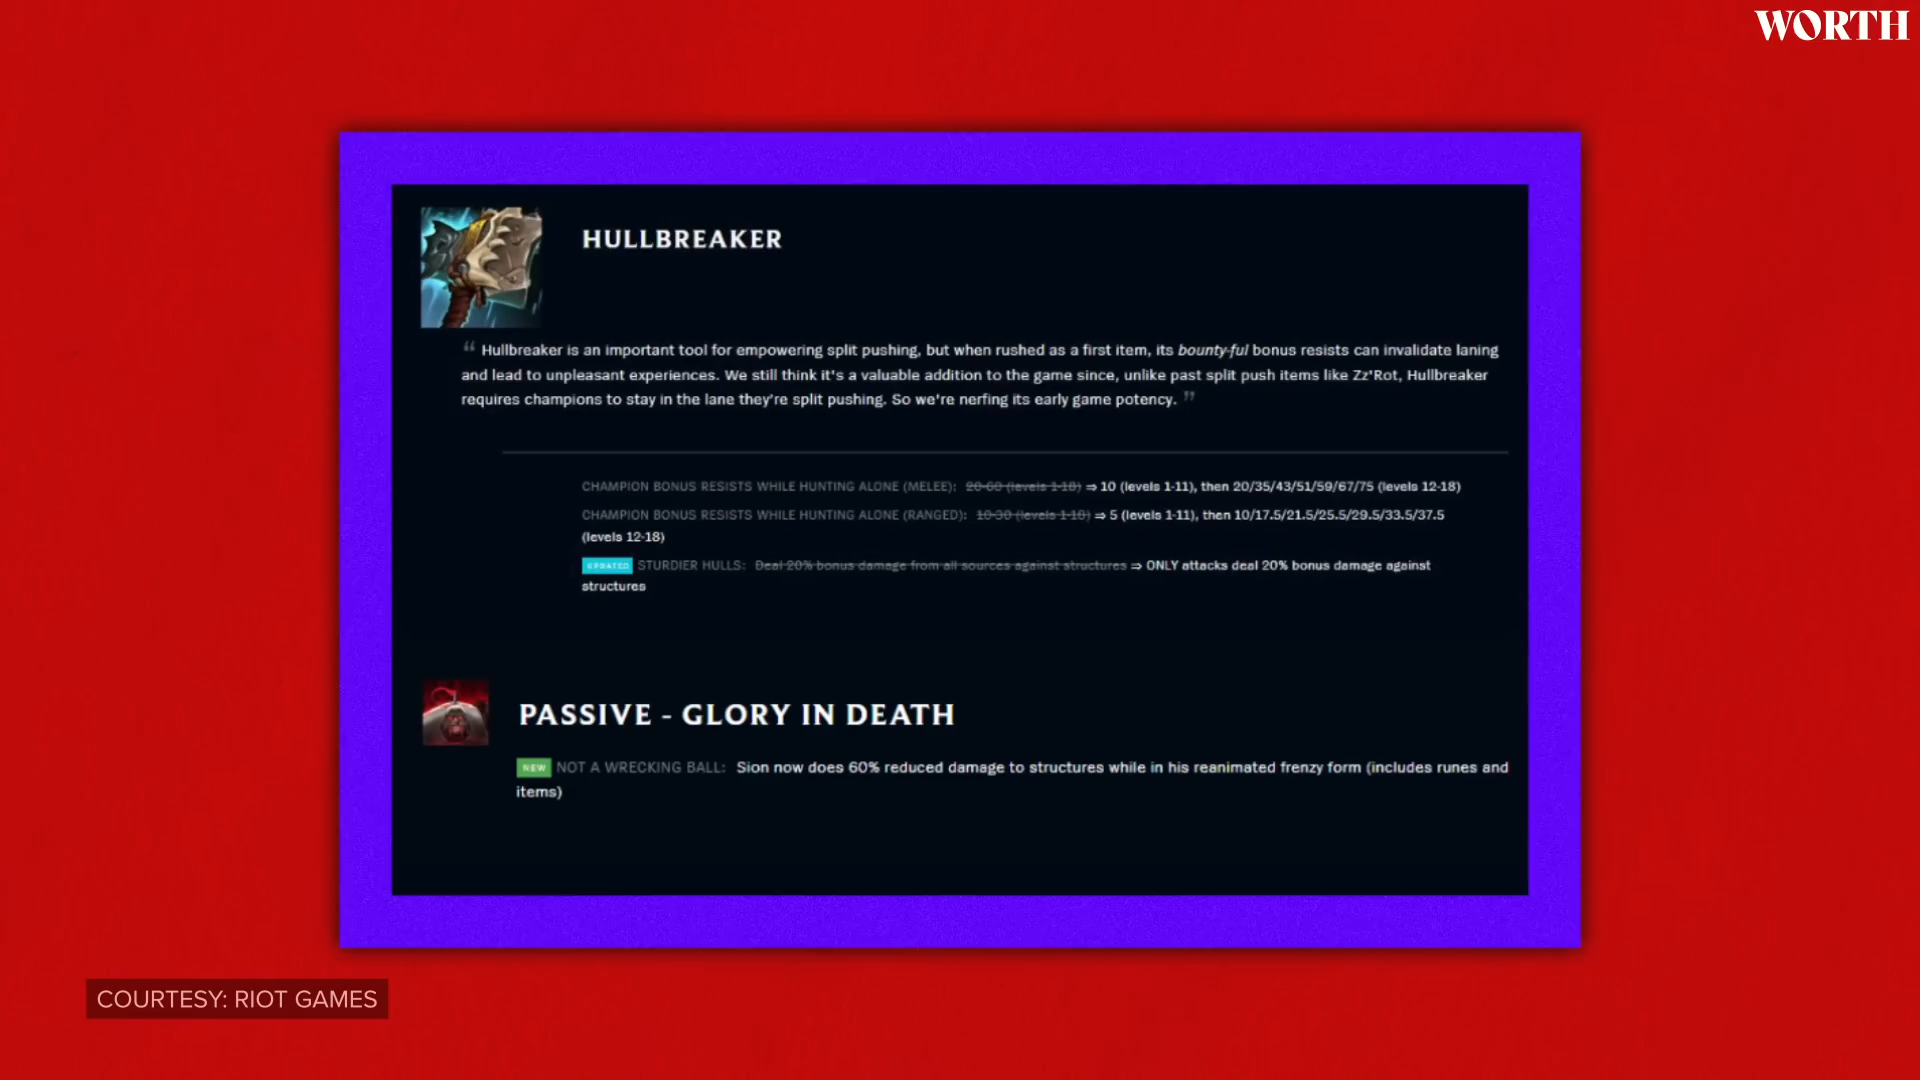 WORTH
HULLBREAKER
“ Hullbreaker is an important tool for empowering split pushing, but when rushed as a first item, its bounty-ful bonus resists can invalidate laning
and lead to unpleasant experiences. We still think it's a valuable addition to the game since, unlike past split push items like Zz'Rot, Hullbreaker
requires champions to stay in the lane they're split pushing. So we're nerfing its early game potency. ”
CHAMPION BONUS RESISTS WHILE HUNTING ALONE (MELEE): 20-60 (levels 1-18) ⇒ 10 (levels 1-11), then 20/35/43/51/59/67/75 (levels 12-18)
CHAMPION BONUS RESISTS WHILE HUNTING ALONE (RANGED): 10-30 (levels 1-18) ⇒ 5 (levels 1-11), then 10/17.5/21.5/25.5/29.5/33.5/37.5
(levels 12-18)
UPDATED STURDIER HULLS: Deal 20% bonus damage from all sources against structures ⇒ ONLY attacks deal 20% bonus damage against
structures
PASSIVE - GLORY IN DEATH
NEW NOT A WRECKING BALL: Sion now does 60% reduced damage to structures while in his reanimated frenzy form (includes runes and
items)
COURTESY: RIOT GAMES